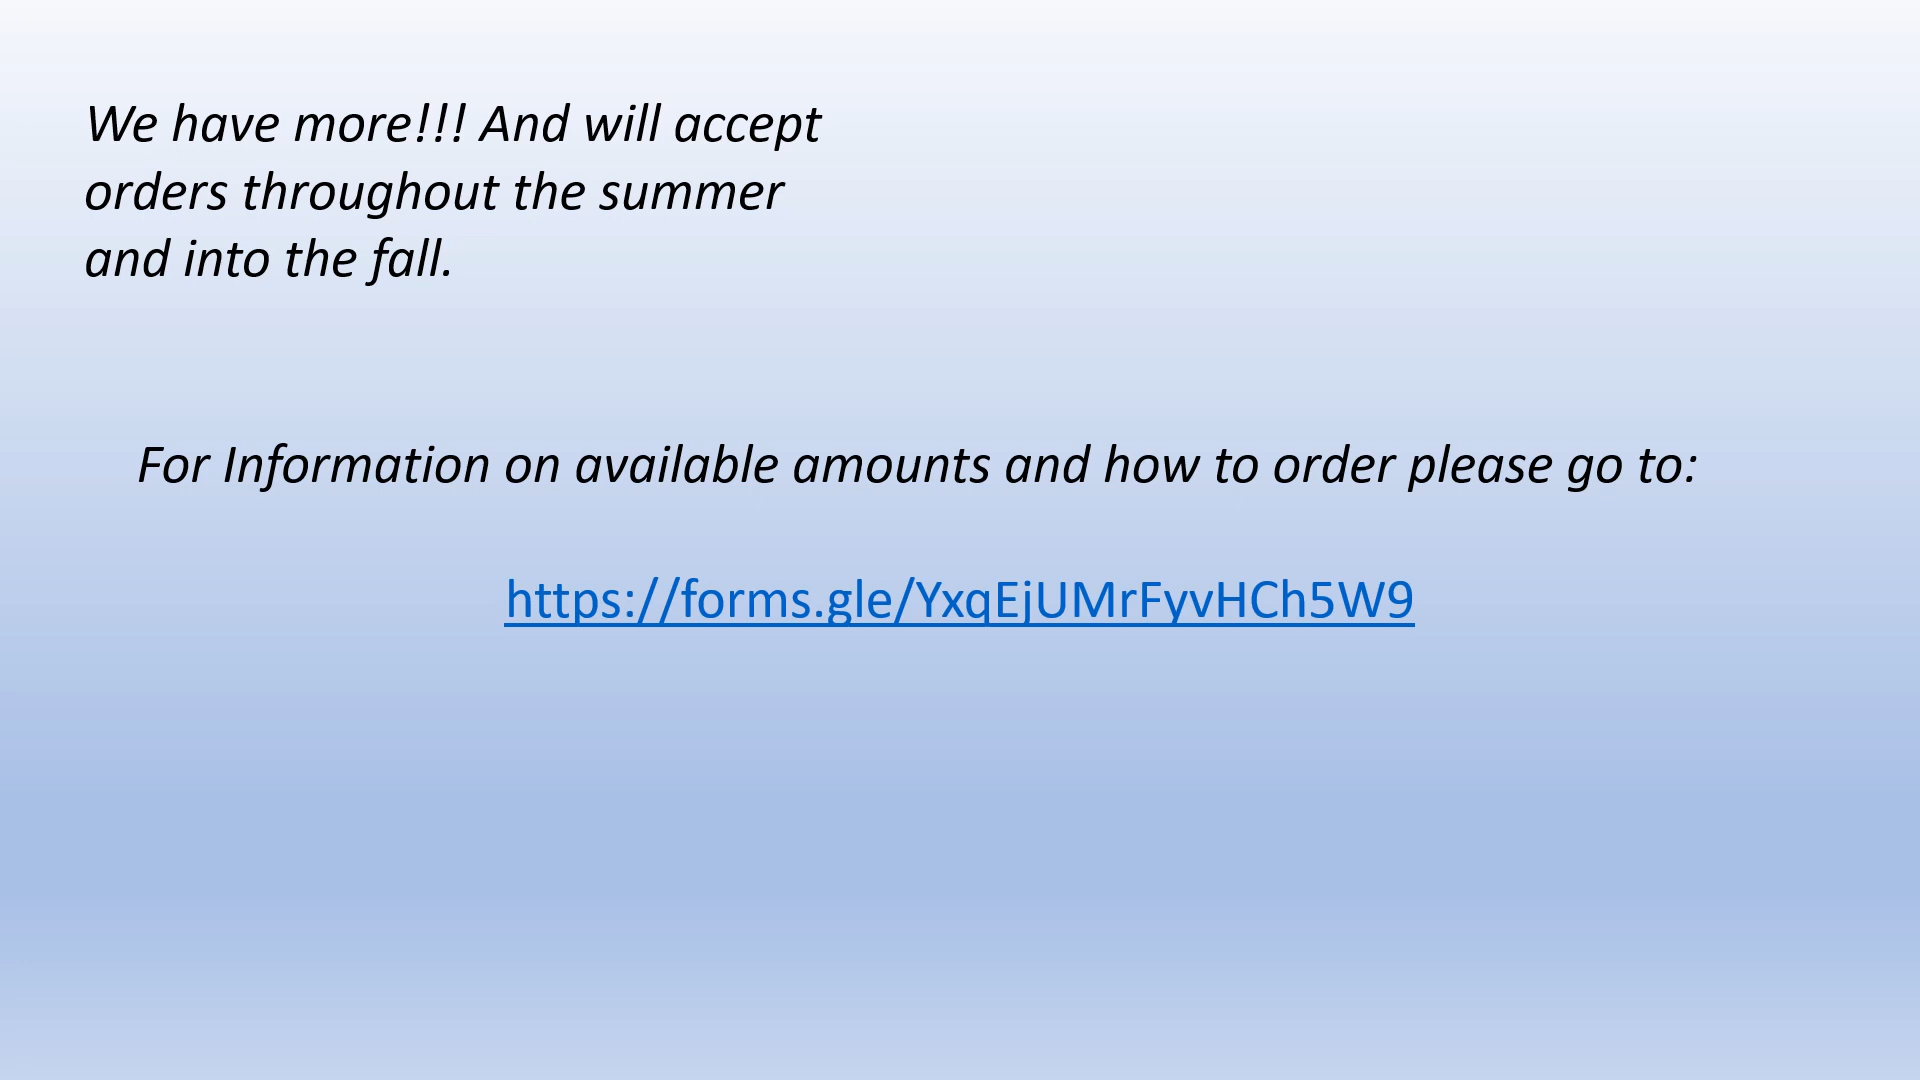 We have more!!! And will accept
orders throughout the summer
and into the fall.
For Information on available amounts and how to order please go to:
https://forms.gle/YxqEjUMrFyvHCh5W9